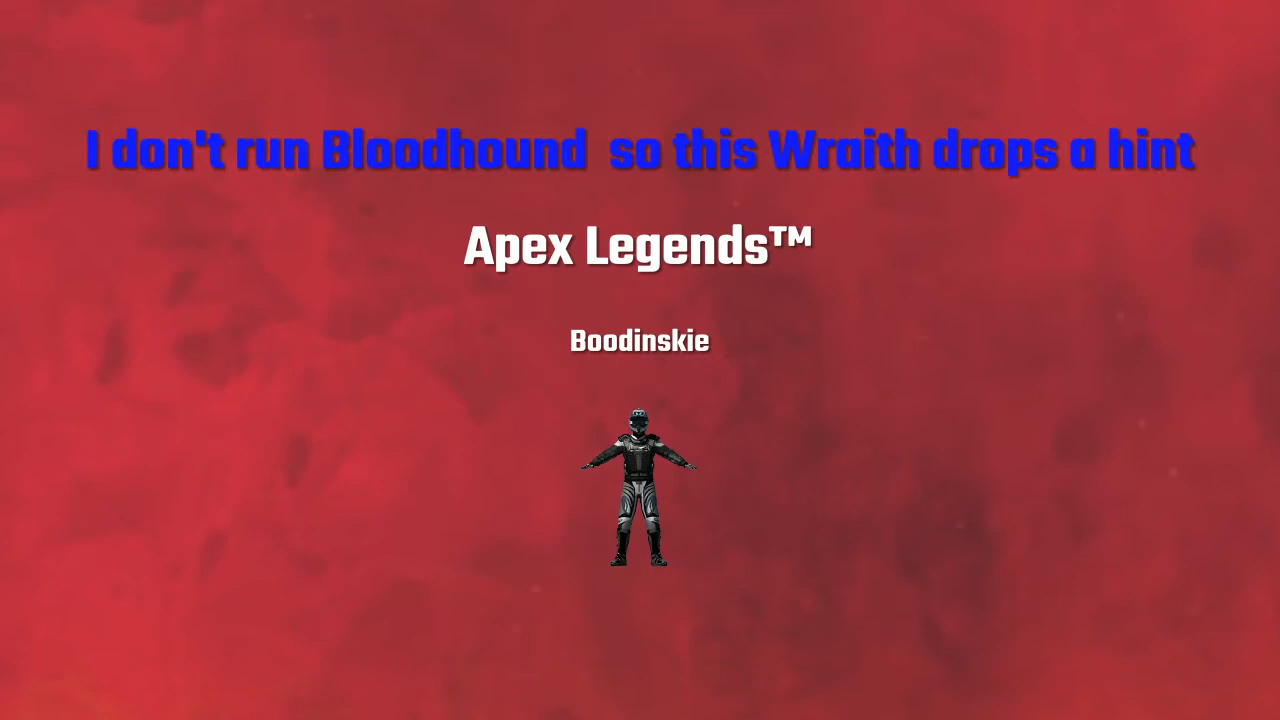 I don't run Bloodhound  so this Wraith drops a hint
Apex Legends™
Boodinskie